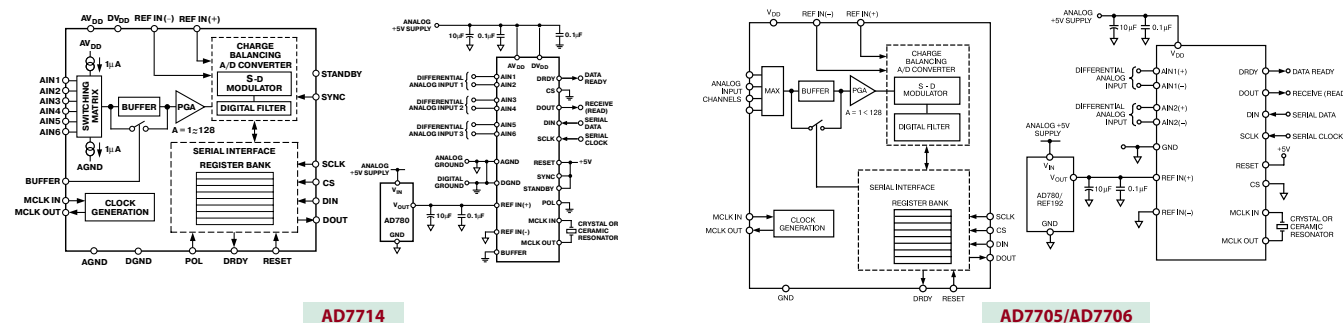 AVDD DVDD REF IN(-) REF IN(+)
AVDD
1µA
AIN1
AIN2
AIN3
AIN4
AIN5
AIN6
SWITCHING
MATRIX
BUFFER
PGA
A = 1≈128
1µA
AGND
CHARGE
BALANCING
A/D CONVERTER
S-D
MODULATOR
DIGITAL FILTER
STANDBY
SYNC
SERIAL INTERFACE
REGISTER BANK
BUFFER
MCLK IN
MCLK OUT
CLOCK
GENERATION
SCLK
CS
DIN
DOUT
AGND DGND POL DRDY RESET
ANALOG
+5V SUPPLY
10µF 0.1µF 0.1µF
AVDD DVDD
DIFFERENTIAL
ANALOG INPUT 1
AIN1
AIN2
DIFFERENTIAL
ANALOG INPUT 2
AIN3
AIN4
DIFFERENTIAL
ANALOG INPUT 3
AIN5
AIN6
ANALOG
GROUND
AGND
DIGITAL
GROUND
DGND
ANALOG
+5V SUPPLY
VIN
VOUT
AD780
GND
10µF 0.1µF
REF IN(+)
REF IN(-)
BUFFER
DRDY
DATA
READY
CS
DOUT
RECEIVE
(READ)
DIN
SERIAL
DATA
SCLK
SERIAL
CLOCK
RESET
+5V
SYNC
STANDBY
POL
MCLK IN
MCLK OUT
CRYSTAL OR
CERAMIC
RESONATOR
AD7714
VDD REF IN(-) REF IN(+)
ANALOG
INPUT
CHANNELS
MAX
BUFFER
PGA
A = 1 < 128
CHARGE
BALANCING
A/D CONVERTER
S - D
MODULATOR
DIGITAL FILTER
SERIAL INTERFACE
REGISTER BANK
MCLK IN
MCLK OUT
CLOCK
GENERATION
SCLK
CS
DIN
DOUT
GND DRDY RESET
ANALOG
+5V SUPPLY
10µF 0.1µF
VDD
DIFFERENTIAL
ANALOG
INPUT
AIN1(+)
AIN1(-)
DIFFERENTIAL
ANALOG
INPUT
AIN2(+)
AIN2(-)
GND
ANALOG +5V
SUPPLY
VIN
VOUT
AD780/
REF192
GND
10µF 0.1µF
REF IN(+)
REF IN(-)
DRDY
DATA READY
DOUT
RECEIVE (READ
DIN
SERIAL DATA
SCLK
SERIAL CLOCK
+5V
RESET
CS
MCLK IN
MCLK OUT
CRYSTAL OR
CERAMIC
RESONATOR
AD7705/AD7706